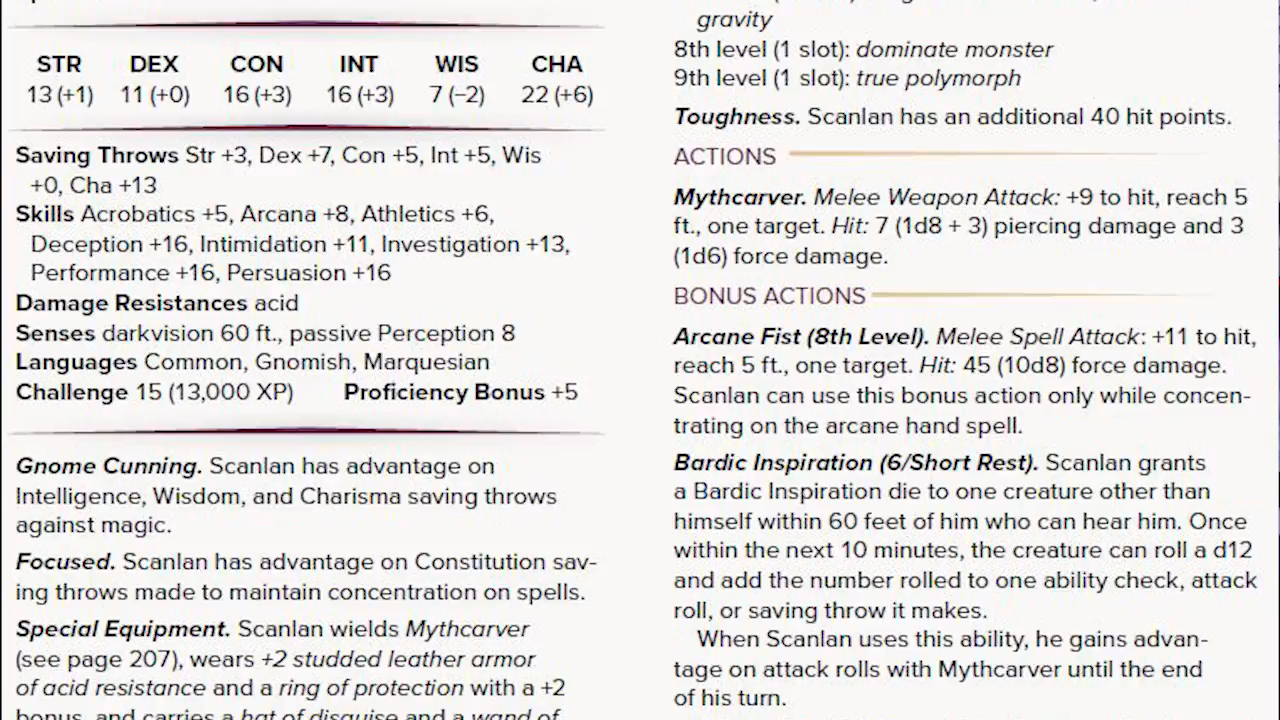 STR DEX CON INT WIS CHA
13 (+1) 11 (+0) 16 (+3) 16 (+3) 7 (−2) 22 (+6)
Saving Throws Str +3, Dex +7, Con +5, Int +5, Wis
+0, Cha +13
Skills Acrobatics +5, Arcana +8, Athletics +6,
Deception +16, Intimidation +11, Investigation +13,
Performance +16, Persuasion +16
Damage Resistances acid
Senses darkvision 60 ft., passive Perception 8
Languages Common, Gnomish, Marquesian
Challenge 15 (13,000 XP) Proficiency Bonus +5
Gnome Cunning. Scanlan has advantage on
Intelligence, Wisdom, and Charisma saving throws
against magic.
Focused. Scanlan has advantage on Constitution sav-
ing throws made to maintain concentration on spells.
Special Equipment. Scanlan wields Mythcarver
(see page 207), wears +2 studded leather armor
of acid resistance and a ring of protection with a +2
bonus, and carries a hat of disguise and a wand of
gravity
8th level (1 slot): dominate monster
9th level (1 slot): true polymorph
Toughness. Scanlan has an additional 40 hit points.
ACTIONS
Mythcarver. Melee Weapon Attack: +9 to hit, reach 5
ft., one target. Hit: 7 (1d8 + 3) piercing damage and 3
(1d6) force damage.
BONUS ACTIONS
Arcane Fist (8th Level). Melee Spell Attack: +11 to hit,
reach 5 ft., one target. Hit: 45 (10d8) force damage.
Scanlan can use this bonus action only while concen-
trating on the arcane hand spell.
Bardic Inspiration (6/Short Rest). Scanlan grants
a Bardic Inspiration die to one creature other than
himself within 60 feet of him who can hear him. Once
within the next 10 minutes, the creature can roll a d12
and add the number rolled to one ability check, attack
roll, or saving throw it makes.
When Scanlan uses this ability, he gains advan-
tage on attack rolls with Mythcarver until the end
of his turn.